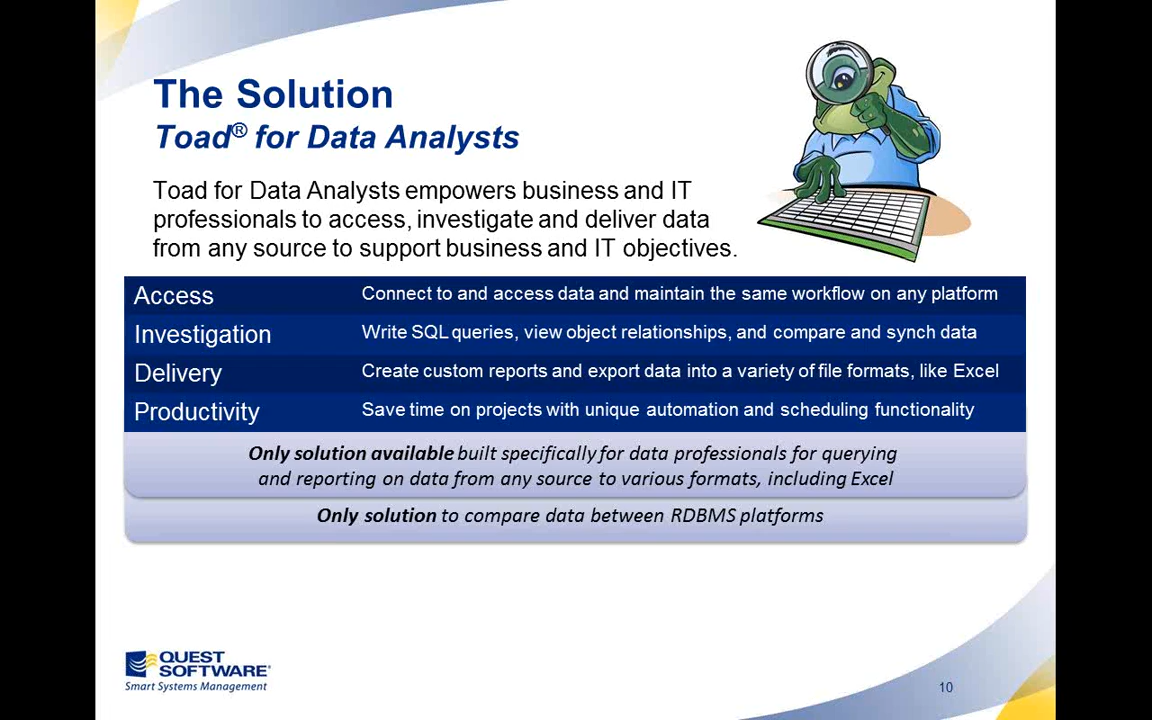 The Solution
Toad® for Data Analysts
Toad for Data Analysts empowers business and IT
professionals to access, investigate and deliver data
from any source to support business and IT objectives.
Access Connect to and access data and maintain the same workflow on any platform
Investigation Write SQL queries, view object relationships, and compare and synch data
Delivery Create custom reports and export data into a variety of file formats, like Excel
Productivity Save time on projects with unique automation and scheduling functionality
Only solution available built specifically for data professionals for querying
and reporting on data from any source to various formats, including Excel
Only solution to compare data between RDBMS platforms
QUEST
SOFTWARE®
Smart Systems Management
10